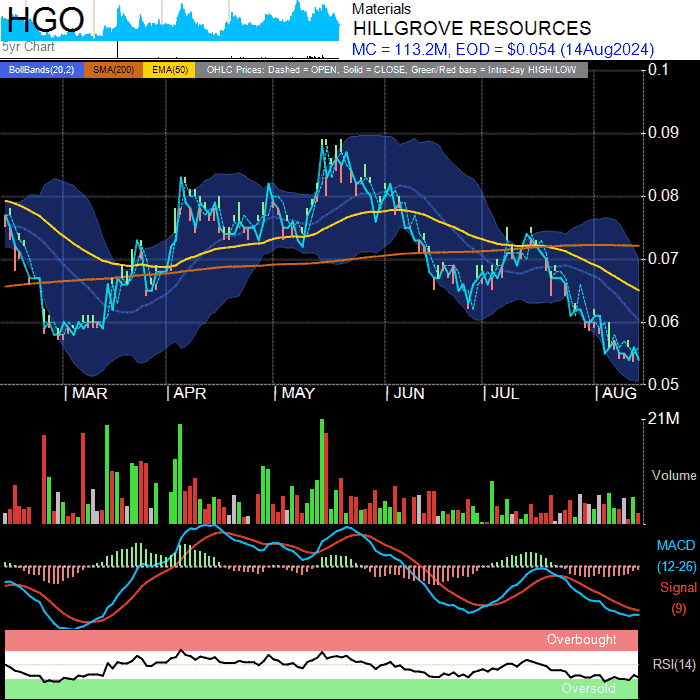 HGO
5yr Chart
Materials
HILLGROVE RESOURCES
MC = 113.2M, EOD = $0.054 (14Aug2024)
BollBands(20,2) SMA(200) EMA(50) OHLC Prices: Dashed = OPEN, Solid = CLOSE, Green/Red bars = Intra-day HIGH/LOW
0.1
0.09
0.08
0.07
0.06
0.05
MAR APR MAY JUN JUL AUG
21M
Volume
MACD
(12-26)
Signal
(9)
Overbought
RSI(14)
Oversold